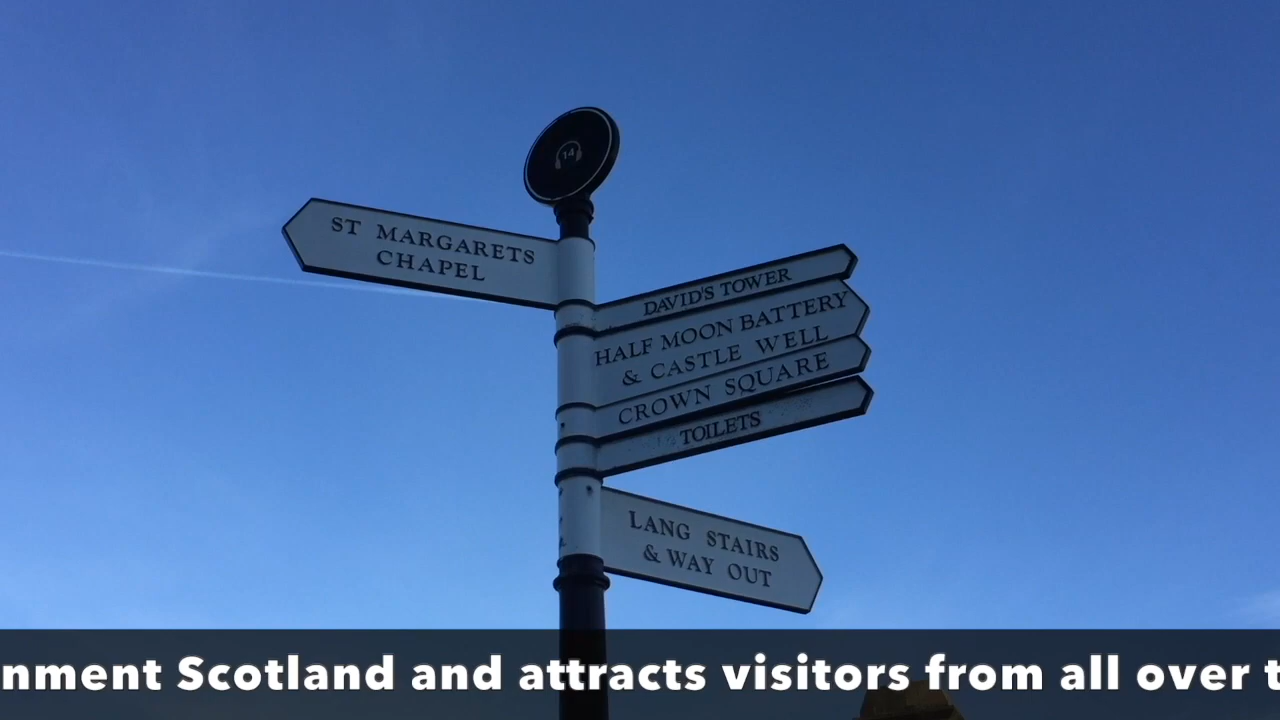 14
ST MARGARETS
CHAPEL
DAVID'S TOWER
HALF MOON BATTERY
& CASTLE WELL
CROWN SQUARE
TOILETS
LANG STAIRS
& WAY OUT
nment Scotland and attracts visitors from all over t